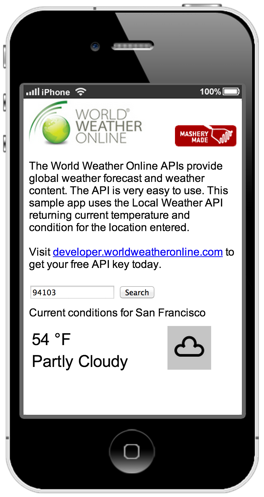 iPhone 100%
WORLD
WEATHER
ONLINE
MASHERY
MADE
The World Weather Online APIs provide
global weather forecast and weather
content. The API is very easy to use. This
sample app uses the Local Weather API
returning current temperature and
condition for the location entered.
Visit developer.worldweatheronline.com to
get your free API key today.
94103 Search
Current conditions for San Francisco
54 °F
Partly Cloudy